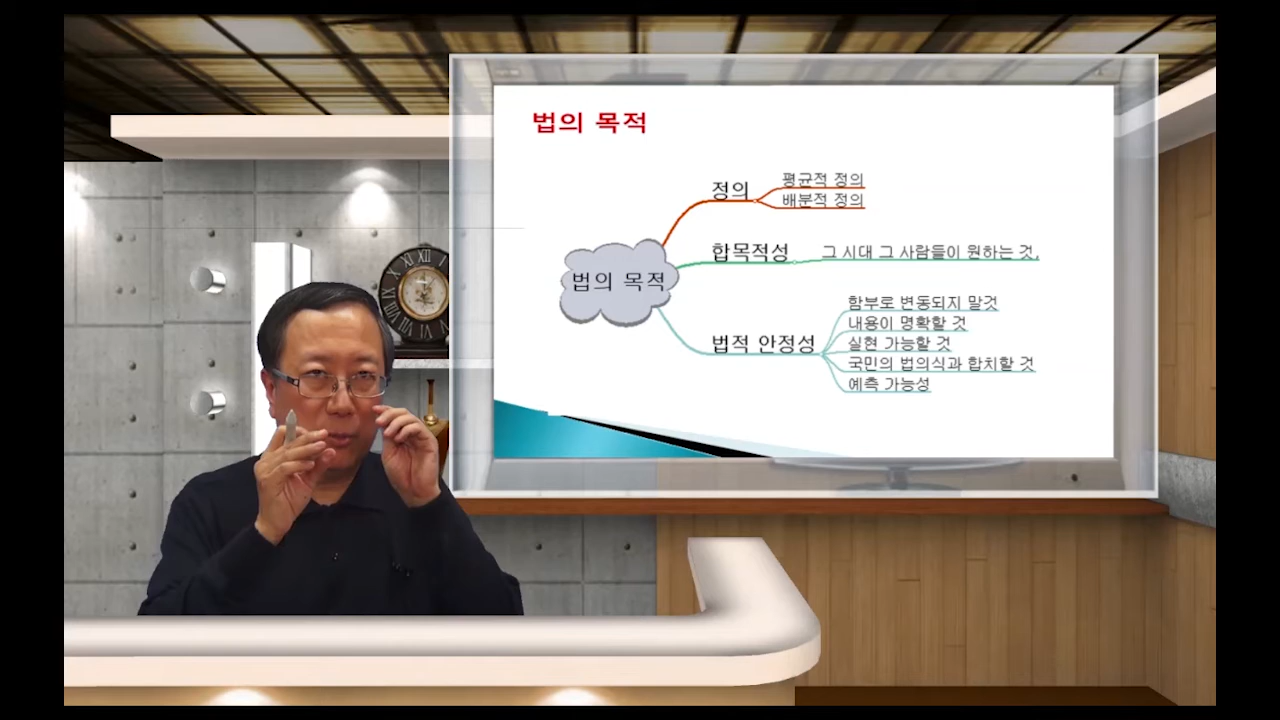 법의 목적
정의
평균적 정의
배분적 정의
합목적성
그 시대 그 사람들이 원하는 것,
법의 목적
법적 안정성
함부로 변동되지 말것
내용이 명확할 것
실현 가능할 것
국민의 법의식과 합치할 것
예측 가능성